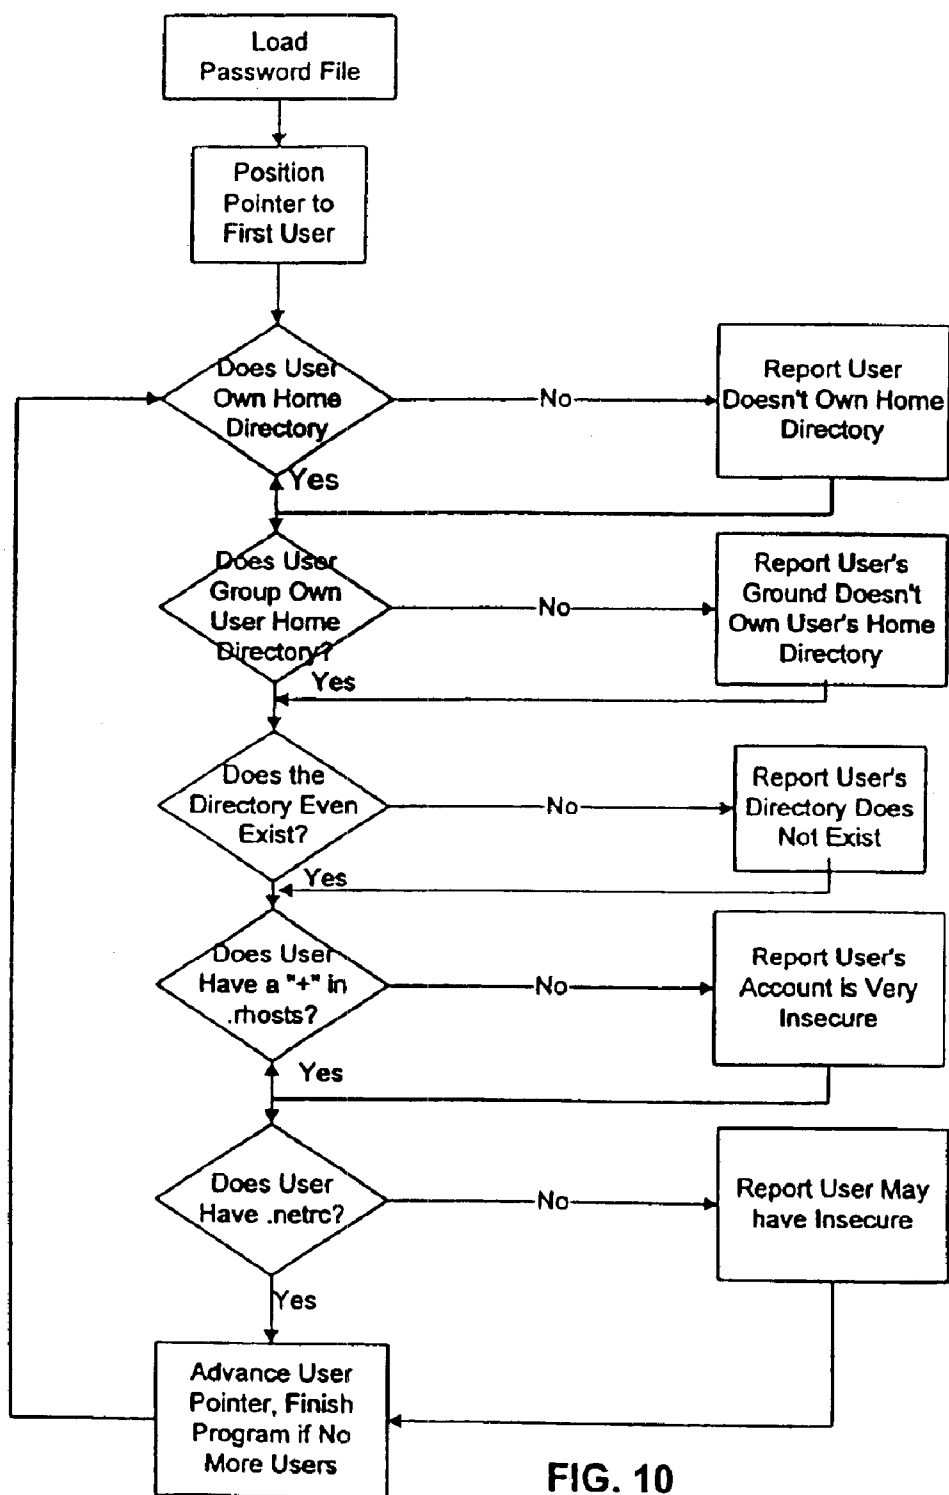 Load
Password File
Position
Pointer to
First User
Does User
Own Home
Directory
No
Report User
Doesn't Own Home
Directory
Yes
Does User
Group Own
User Home
Directory?
No
Report User's
Ground Doesn't
Own User's Home
Directory
Yes
Does the
Directory Even
Exist?
No
Report User's
Directory Does
Not Exist
Yes
Does User
Have a "+" in
.rhosts?
No
Report User's
Account is Very
Insecure
Yes
Does User
Have .netrc?
No
Report User May
have Insecure
Yes
Advance User
Pointer, Finish
Program if No
More Users
FIG. 10